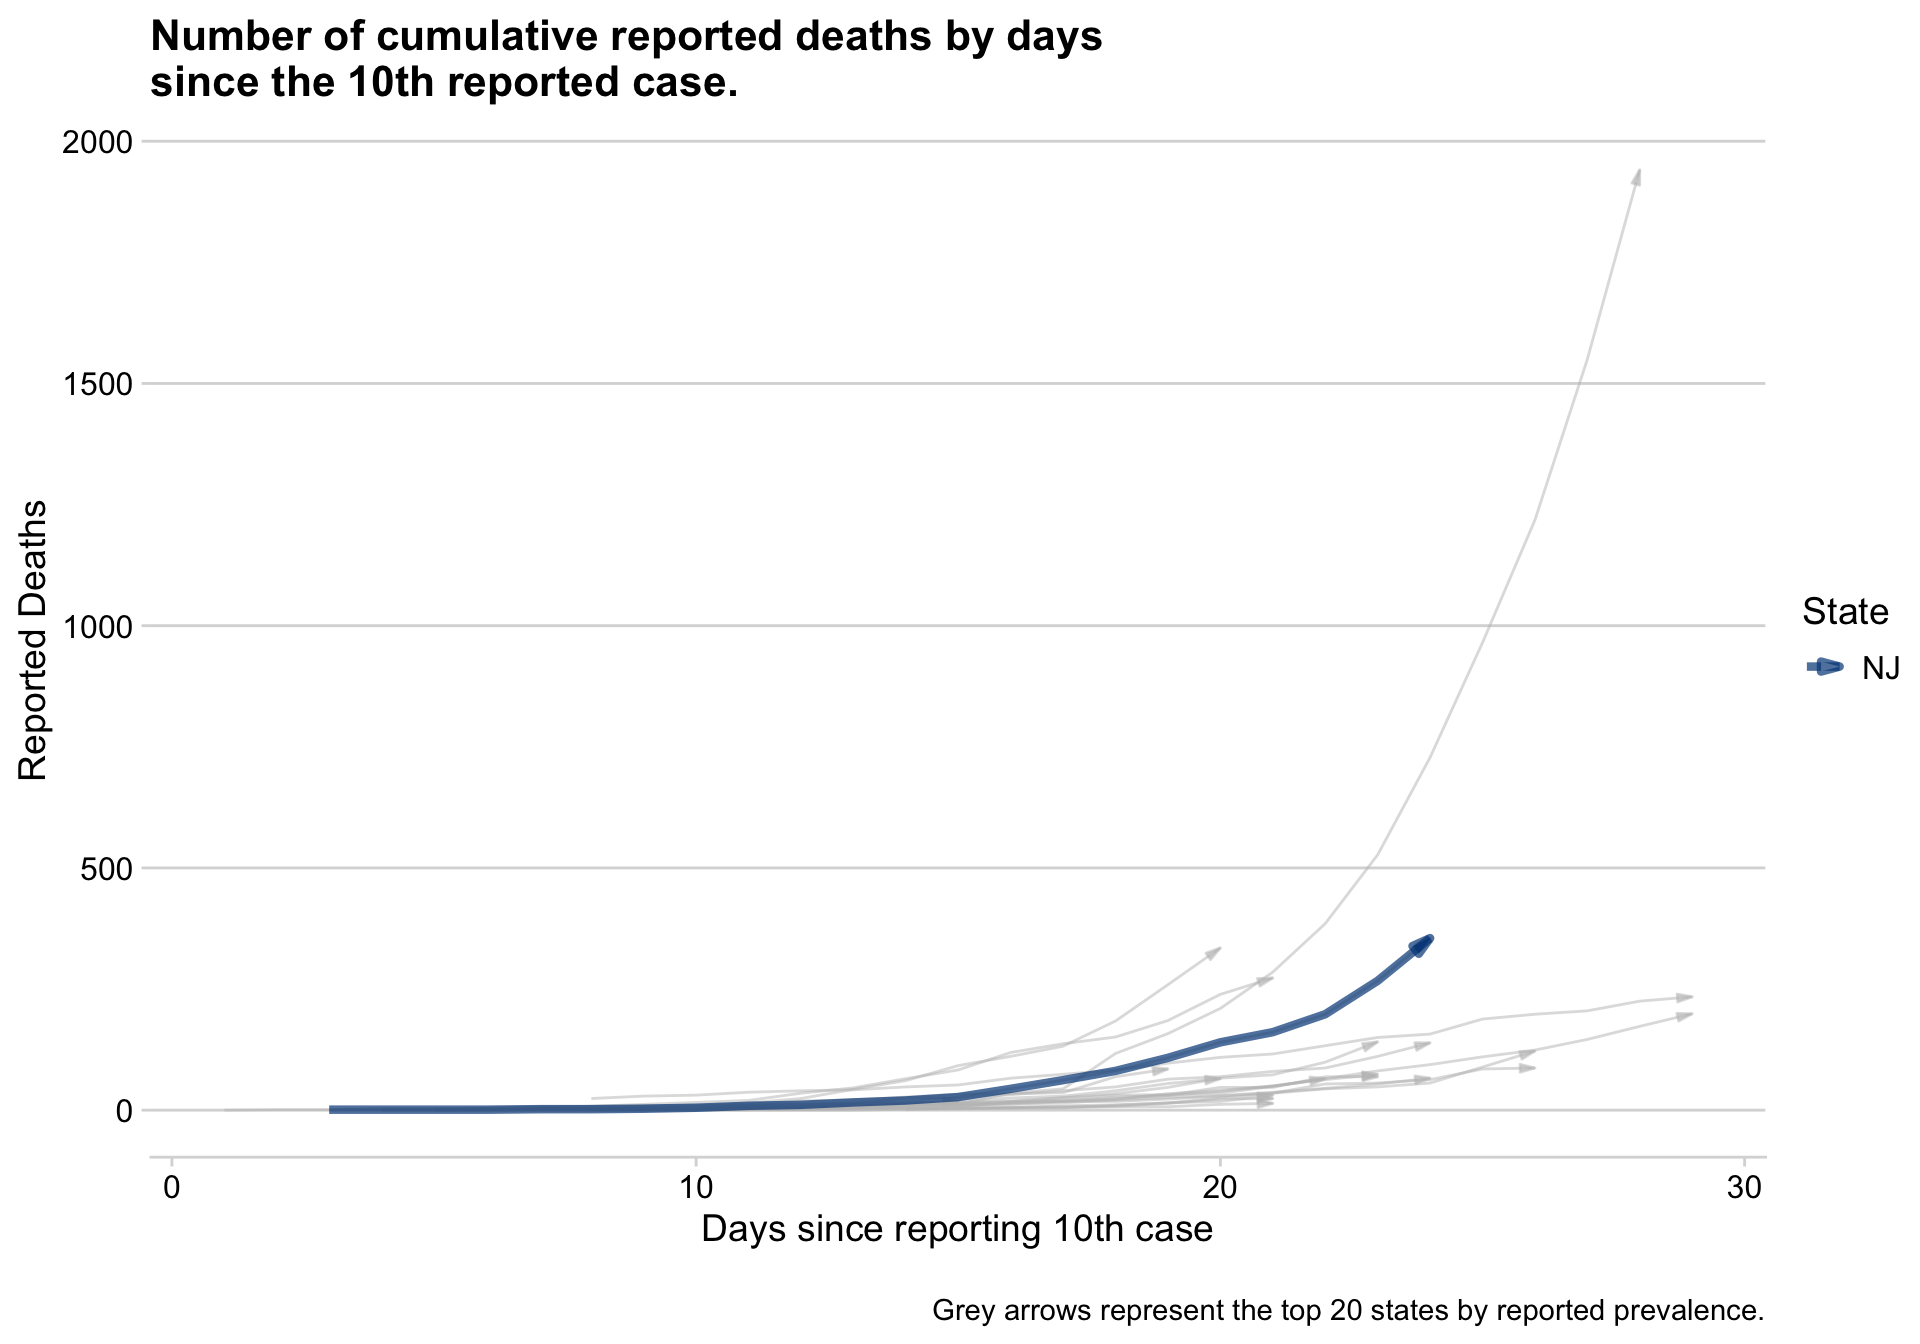 Number of cumulative reported deaths by days
since the 10th reported case.
2000
1500
1000
500
0
Reported Deaths
0 10 20 30
Days since reporting 10th case
State
NJ
Grey arrows represent the top 20 states by reported prevalence.